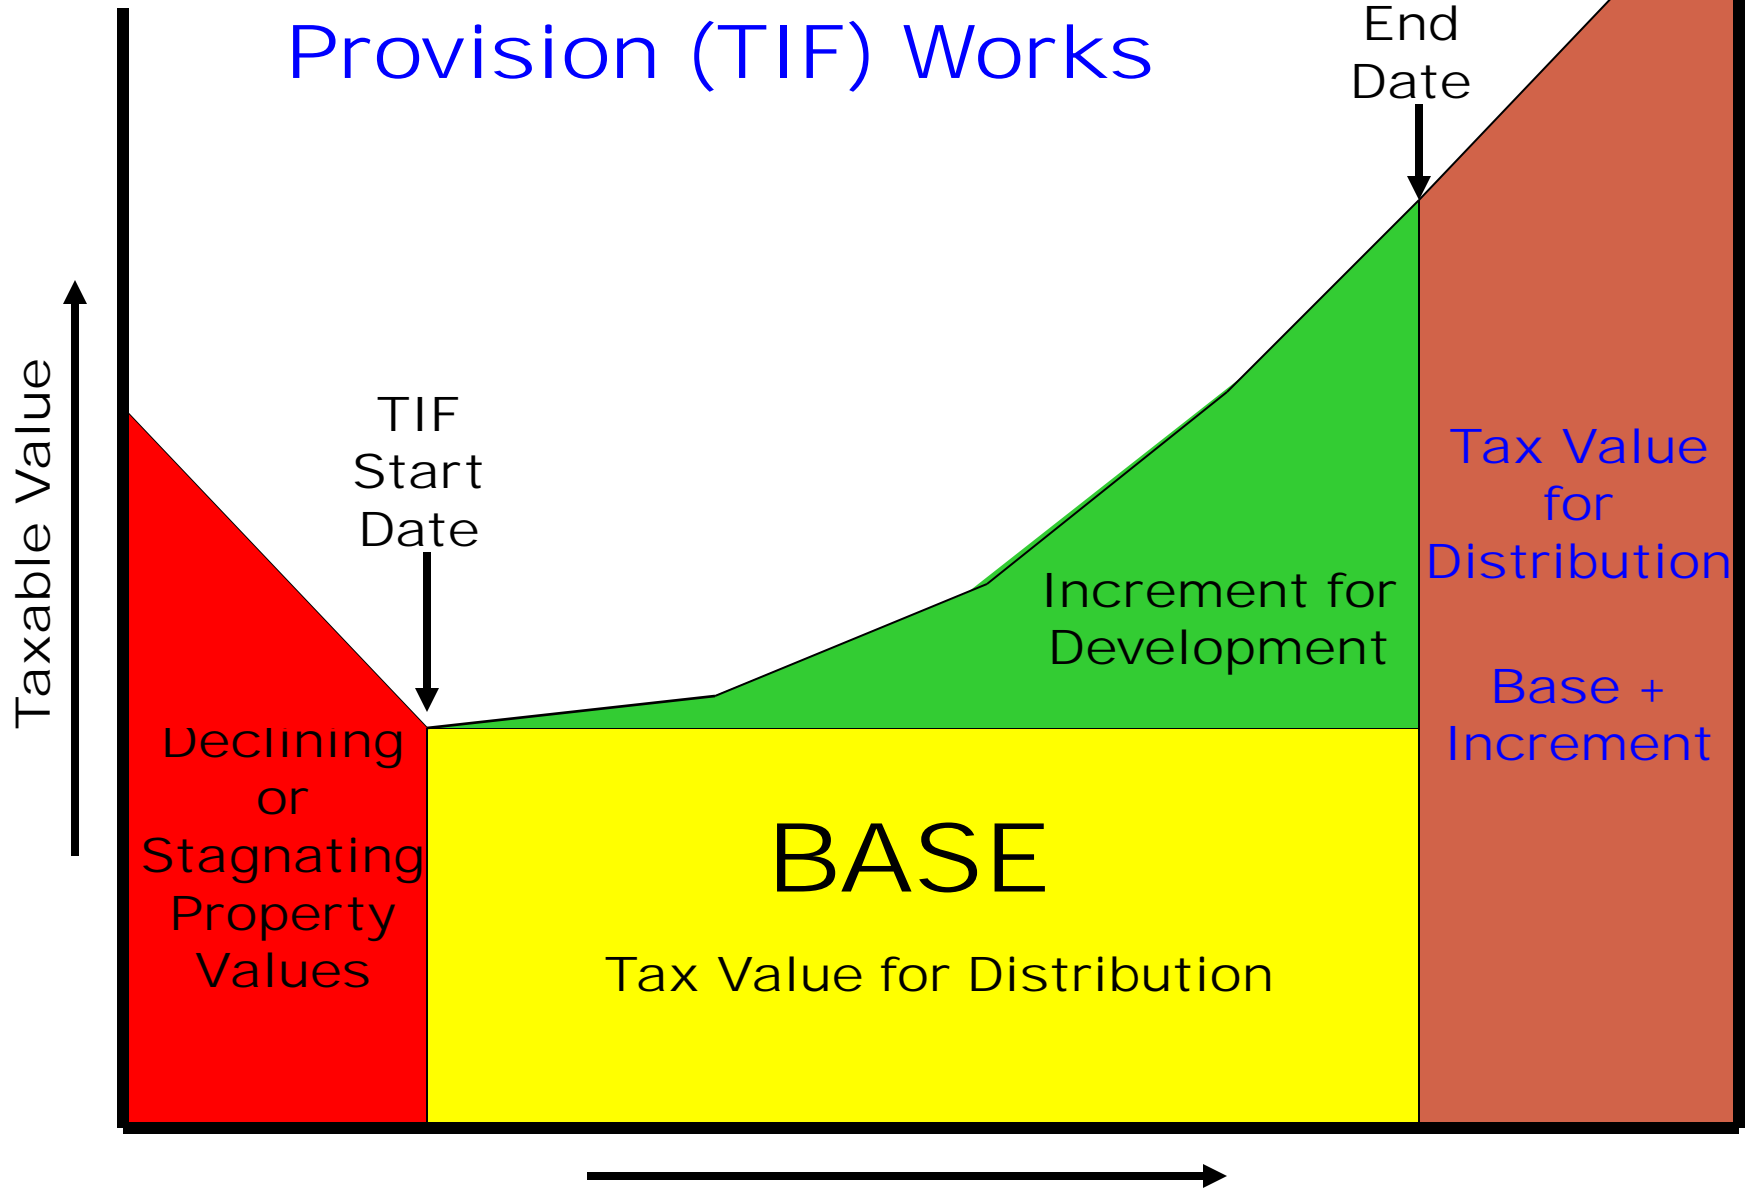 Provision (TIF) Works
End
Date
TIF
Start
Date
Taxable Value
Increment for
Development
Tax Value
for
Distribution
Base +
Increment
Declining
or
Stagnating
Property
Values
BASE
Tax Value for Distribution